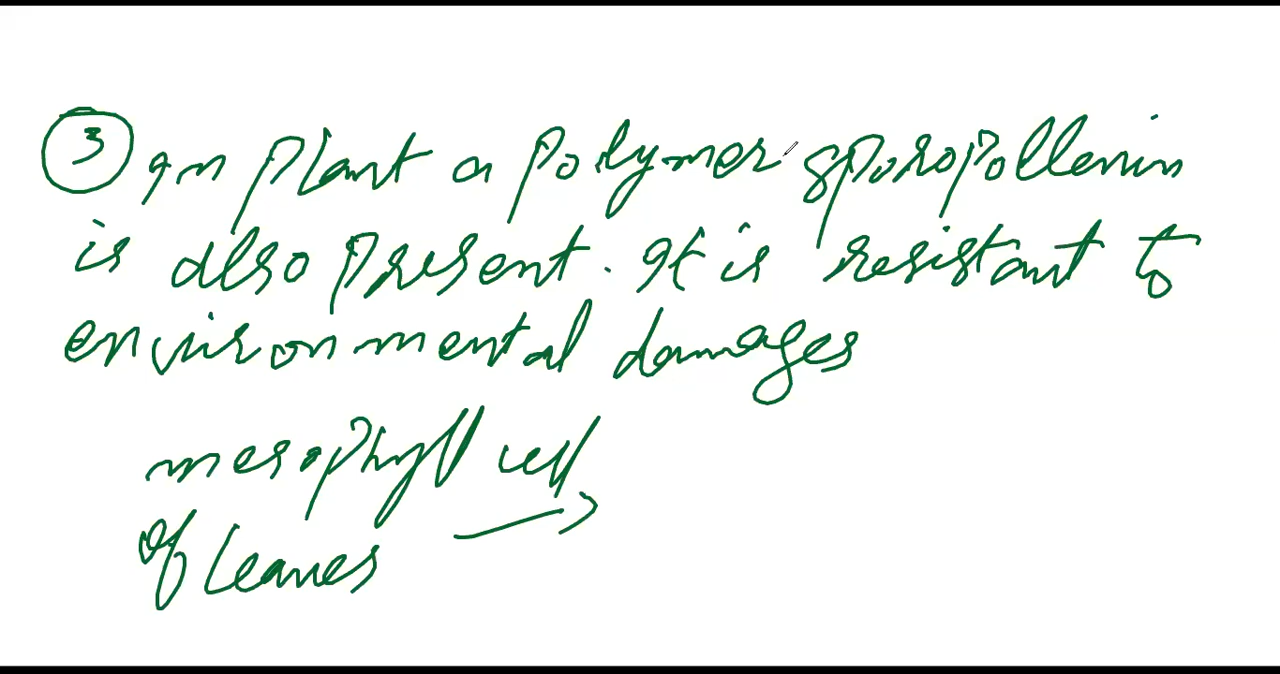 3 In plant a polymer sporopollenin
is also present. It is resistant to
environmental damages
mesophyll cell
of leaves →